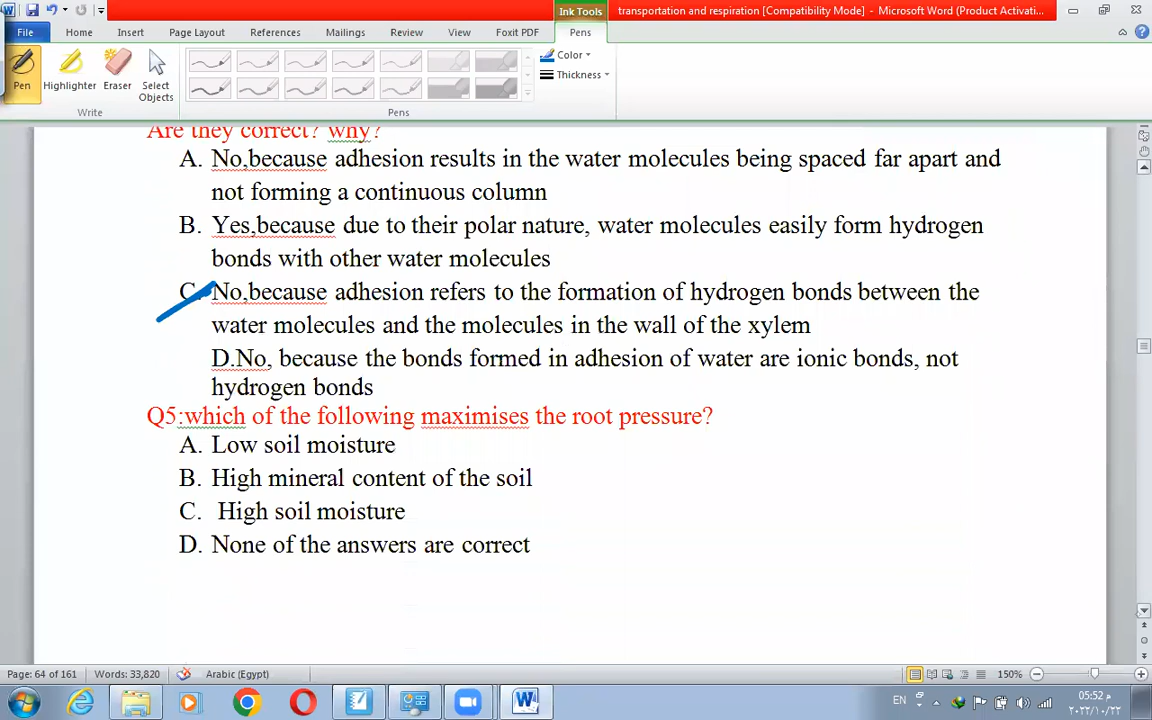 Ink Tools
transportation and respiration [Compatibility Mode] - Microsoft Word (Product Activati...
File Home Insert Page Layout References Mailings Review View Foxit PDF Pens
Pen Highlighter Eraser Select Objects
Color
Thickness
Write Pens
Are they correct? why?
A. No,because adhesion results in the water molecules being spaced far apart and
not forming a continuous column
B. Yes,because due to their polar nature, water molecules easily form hydrogen
bonds with other water molecules
C. No,because adhesion refers to the formation of hydrogen bonds between the
water molecules and the molecules in the wall of the xylem
D.No, because the bonds formed in adhesion of water are ionic bonds, not
hydrogen bonds
Q5:which of the following maximises the root pressure?
A. Low soil moisture
B. High mineral content of the soil
C. High soil moisture
D. None of the answers are correct
Page: 64 of 161 Words: 33,820 Arabic (Egypt) 150%
EN 05:52 م
٢٠٢٢/١٠/٢٢